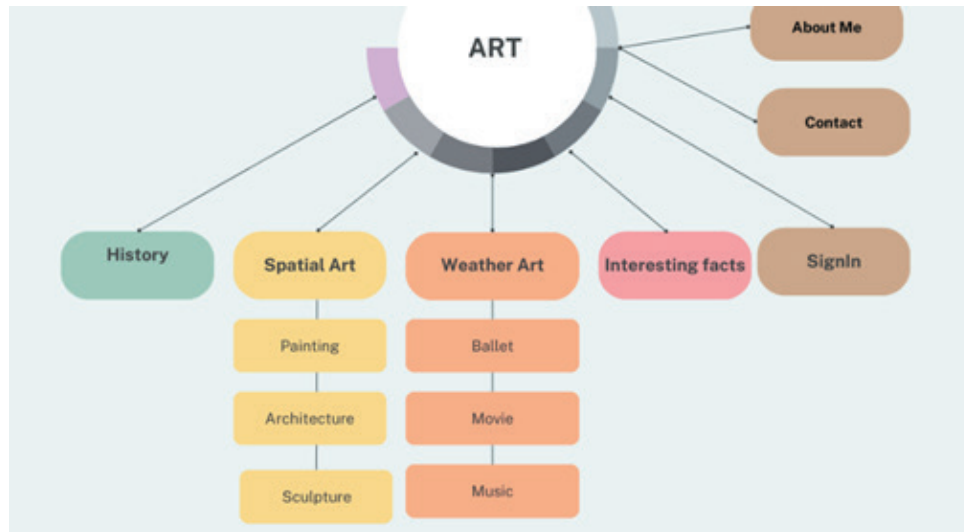 ART
About Me
Contact
History
Spatial Art
Weather Art
Interesting facts
SignIn
Painting
Ballet
Architecture
Movie
Sculpture
Music